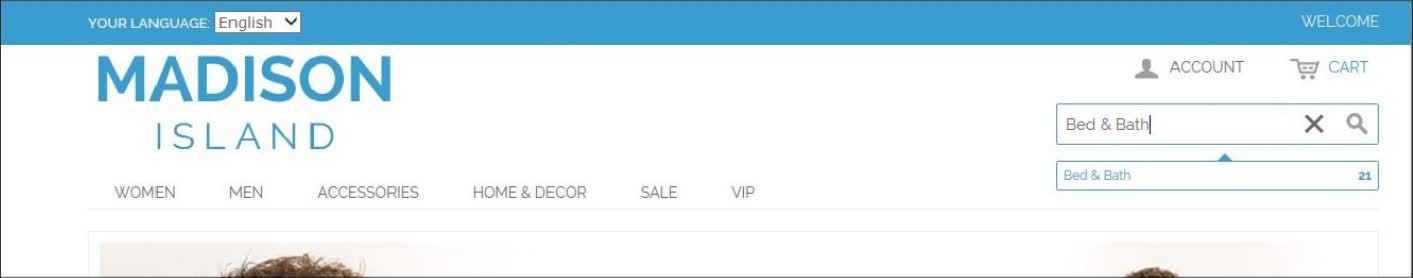 YOUR LANGUAGE: English
WELCOME
MADISON
ISLAND
ACCOUNT
CART
Bed & Bath
Bed & Bath 21
WOMEN MEN ACCESSORIES HOME & DECOR SALE VIP